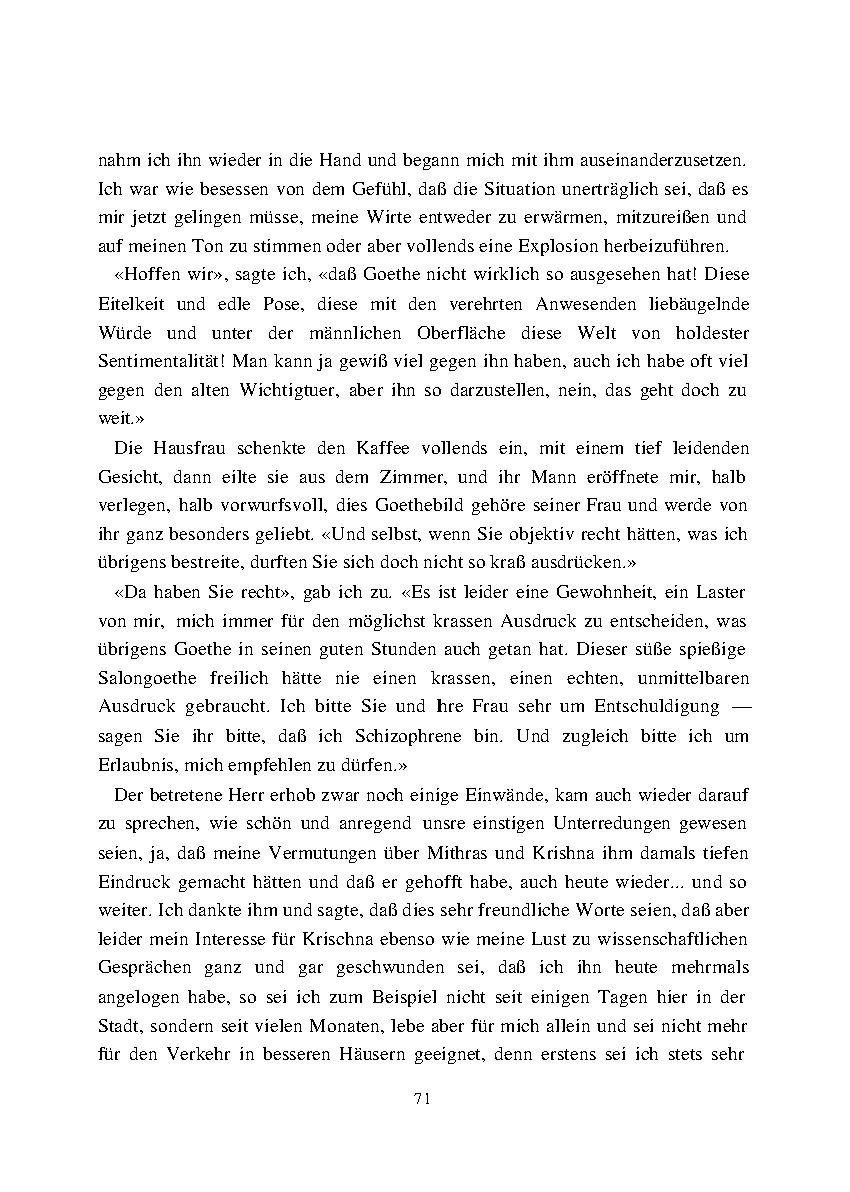 nahm ich ihn wieder in die Hand und begann mich mit ihm auseinanderzusetzen.
Ich war wie besessen von dem Gefühl, daß die Situation unerträglich sei, daß es
mir jetzt gelingen müsse, meine Wirte entweder zu erwärmen, mitzureißen und
auf meinen Ton zu stimmen oder aber vollends eine Explosion herbeizuführen.
«Hoffen wir», sagte ich, «daß Goethe nicht wirklich so ausgesehen hat! Diese
Eitelkeit und edle Pose, diese mit den verehrten Anwesenden liebäugelnde
Würde und unter der männlichen Oberfläche diese Welt von holdester
Sentimentalität! Man kann ja gewiß viel gegen ihn haben, auch ich habe oft viel
gegen den alten Wichtigtuer, aber ihn so darzustellen, nein, das geht doch zu
weit.»
Die Hausfrau schenkte den Kaffee vollends ein, mit einem tief leidenden
Gesicht, dann eilte sie aus dem Zimmer, und ihr Mann eröffnete mir, halb
verlegen, halb vorwurfsvoll, dies Goethebild gehöre seiner Frau und werde von
ihr ganz besonders geliebt. «Und selbst, wenn Sie objektiv recht hätten, was ich
übrigens bestreite, durften Sie sich doch nicht so kraß ausdrücken.»
«Da haben Sie recht», gab ich zu. «Es ist leider eine Gewohnheit, ein Laster
von mir, mich immer für den möglichst krassen Ausdruck zu entscheiden, was
übrigens Goethe in seinen guten Stunden auch getan hat. Dieser süße spießige
Salongoethe freilich hätte nie einen krassen, einen echten, unmittelbaren
Ausdruck gebraucht. Ich bitte Sie und Ihre Frau sehr um Entschuldigung —
sagen Sie ihr bitte, daß ich Schizophrene bin. Und zugleich bitte ich um
Erlaubnis, mich empfehlen zu dürfen.»
Der betretene Herr erhob zwar noch einige Einwände, kam auch wieder darauf
zu sprechen, wie schön und anregend unsre einstigen Unterredungen gewesen
seien, ja, daß meine Vermutungen über Mithras und Krishna ihm damals tiefen
Eindruck gemacht hätten und daß er gehofft habe, auch heute wieder... und so
weiter. Ich dankte ihm und sagte, daß dies sehr freundliche Worte seien, daß aber
leider mein Interesse für Krischna ebenso wie meine Lust zu wissenschaftlichen
Gesprächen ganz und gar geschwunden sei, daß ich ihn heute mehrmals
angelogen habe, so sei ich zum Beispiel nicht seit einigen Tagen hier in der
Stadt, sondern seit vielen Monaten, lebe aber für mich allein und sei nicht mehr
für den Verkehr in besseren Häusern geeignet, denn erstens sei ich stets sehr
71